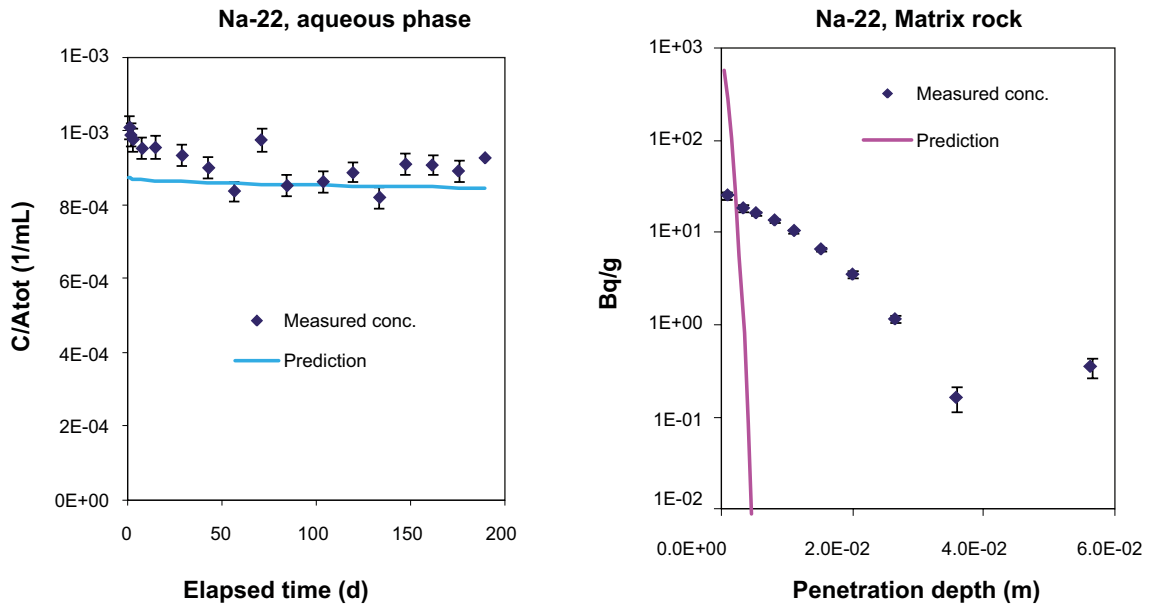 Na-22, aqueous phase
1E-03
1E-03
8E-04
6E-04
4E-04
2E-04
0E+00
C/Atot (1/mL)
Measured conc.
Prediction
0 50 100 150 200
Elapsed time (d)
Na-22, Matrix rock
1E+03
1E+02
1E+01
1E+00
1E-01
1E-02
Bq/g
Measured conc.
Prediction
0.0E+00 2.0E-02 4.0E-02 6.0E-02
Penetration depth (m)